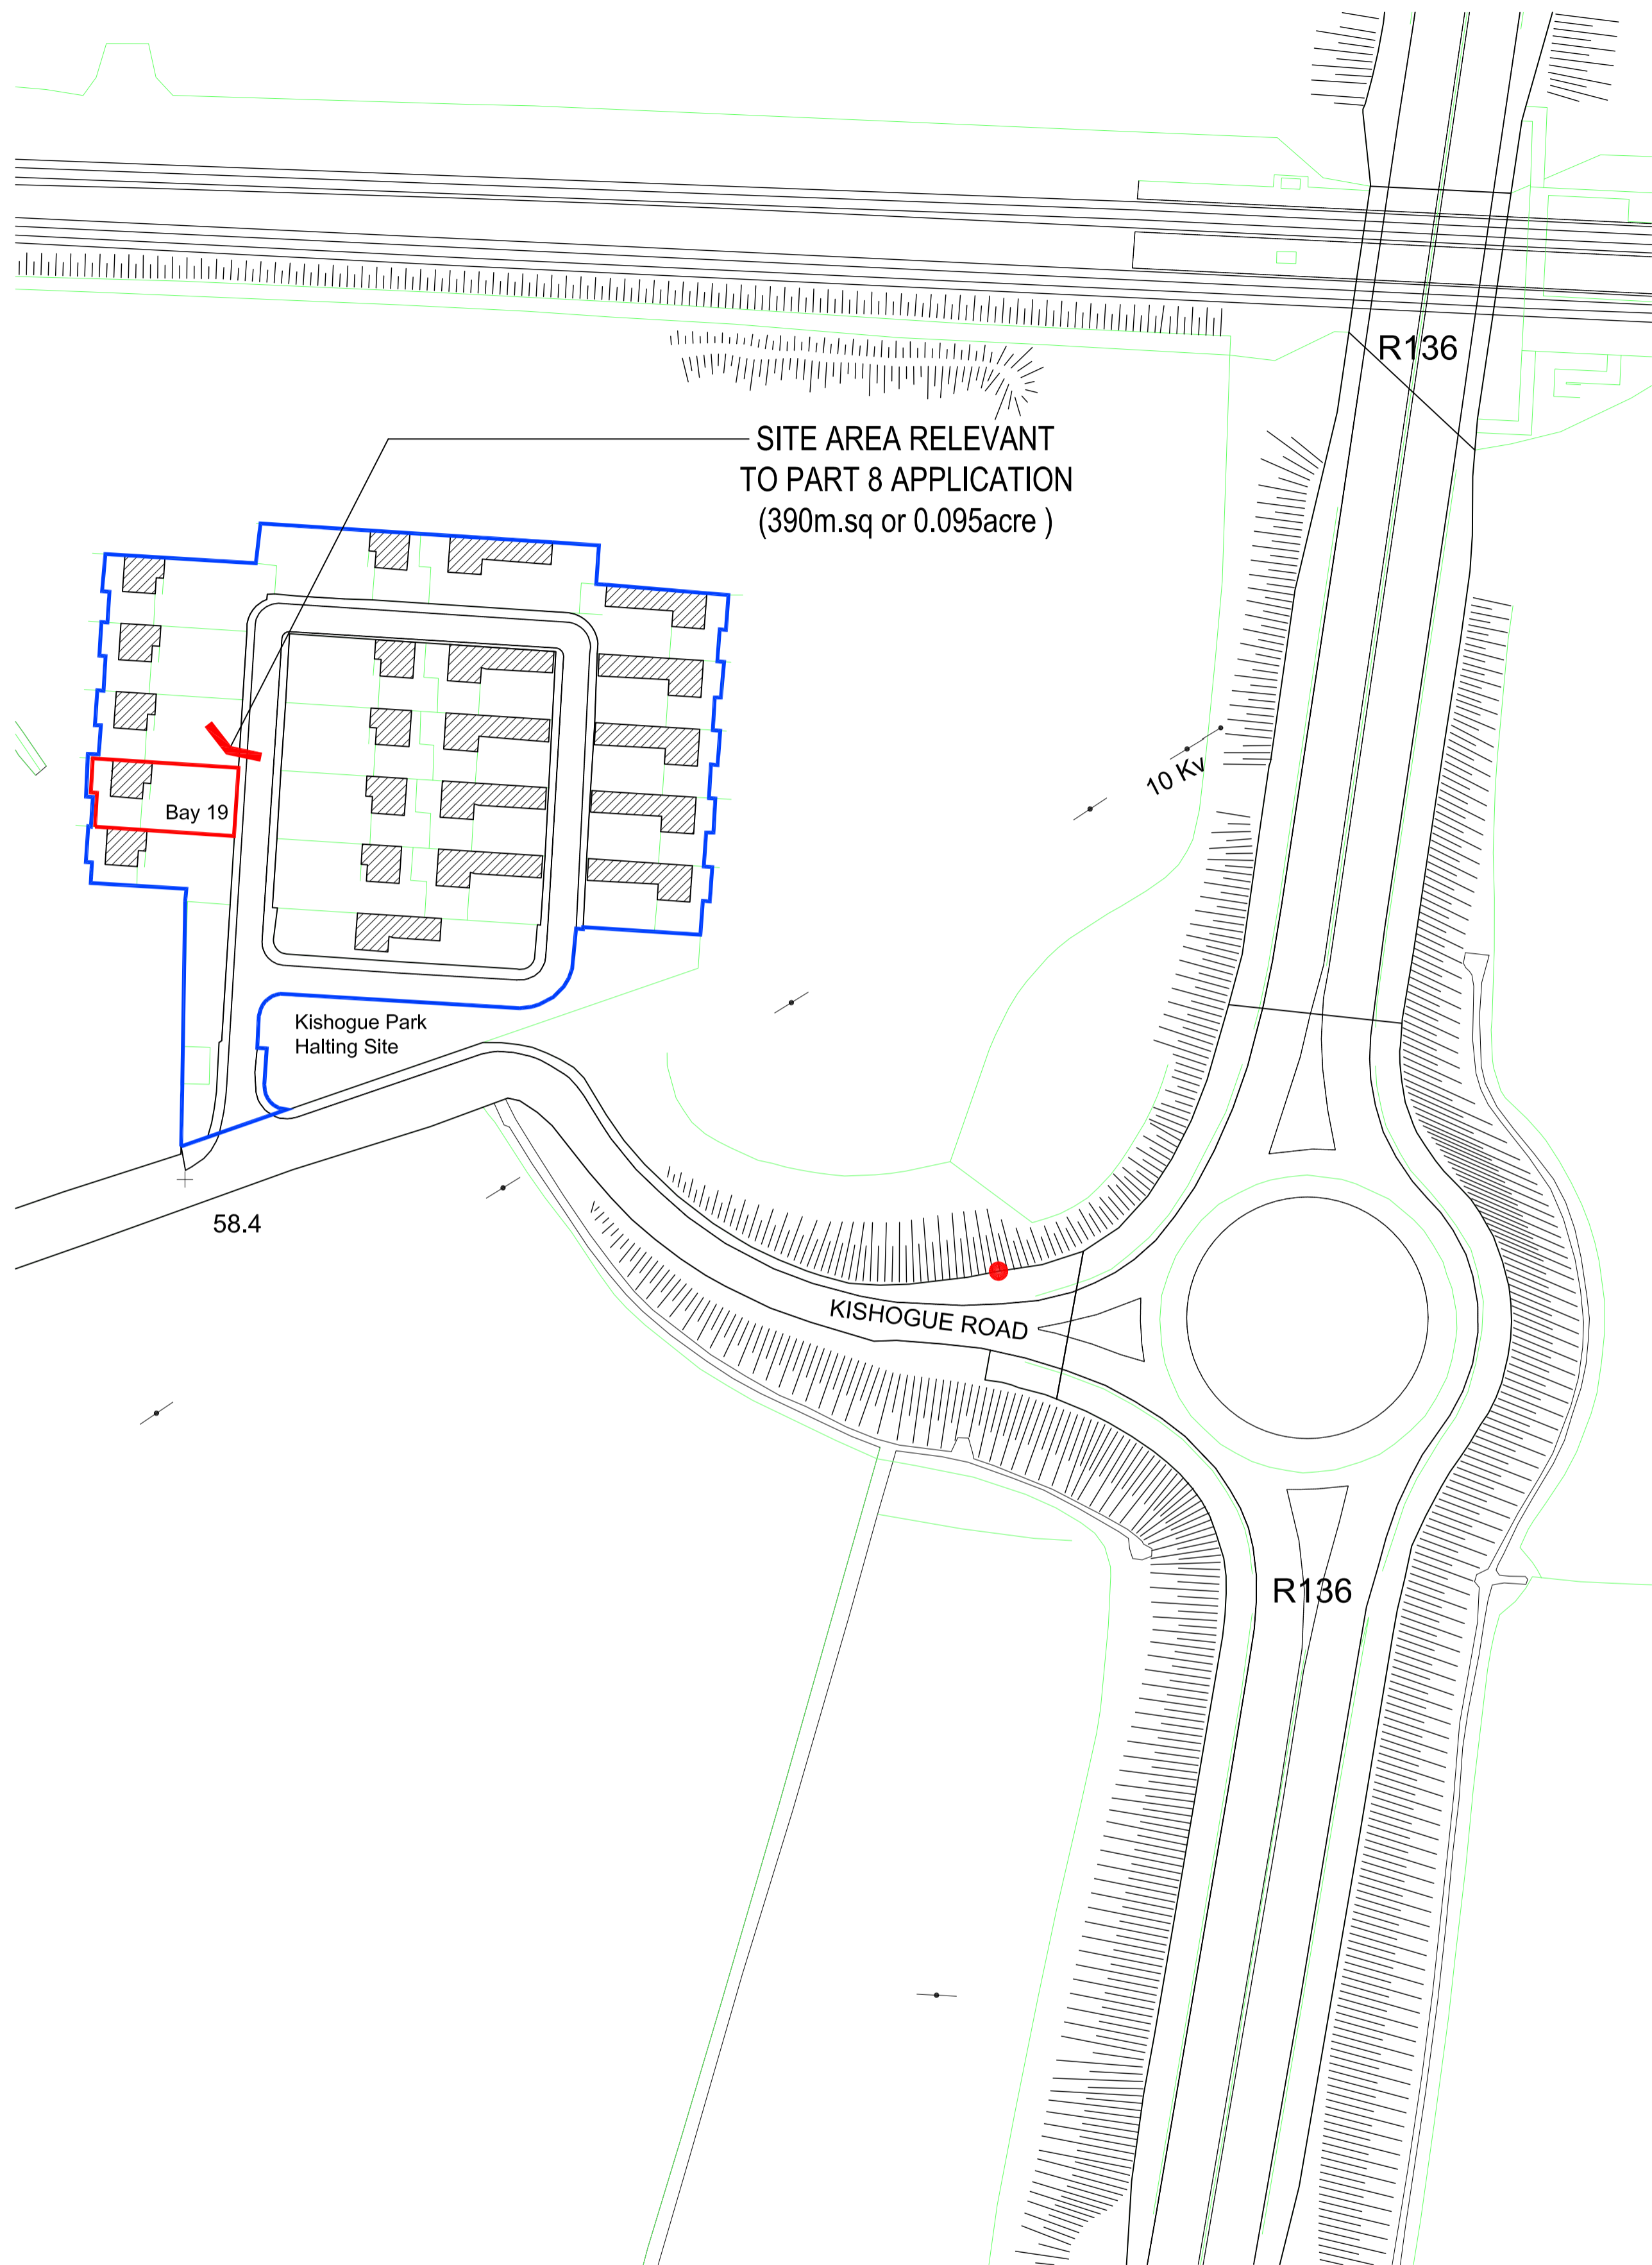 R136
SITE AREA RELEVANT
TO PART 8 APPLICATION
(390m.sq or 0.095acre )
10 Kv
Bay 19
Kishogue Park
Halting Site
58.4
KISHOGUE ROAD
R136